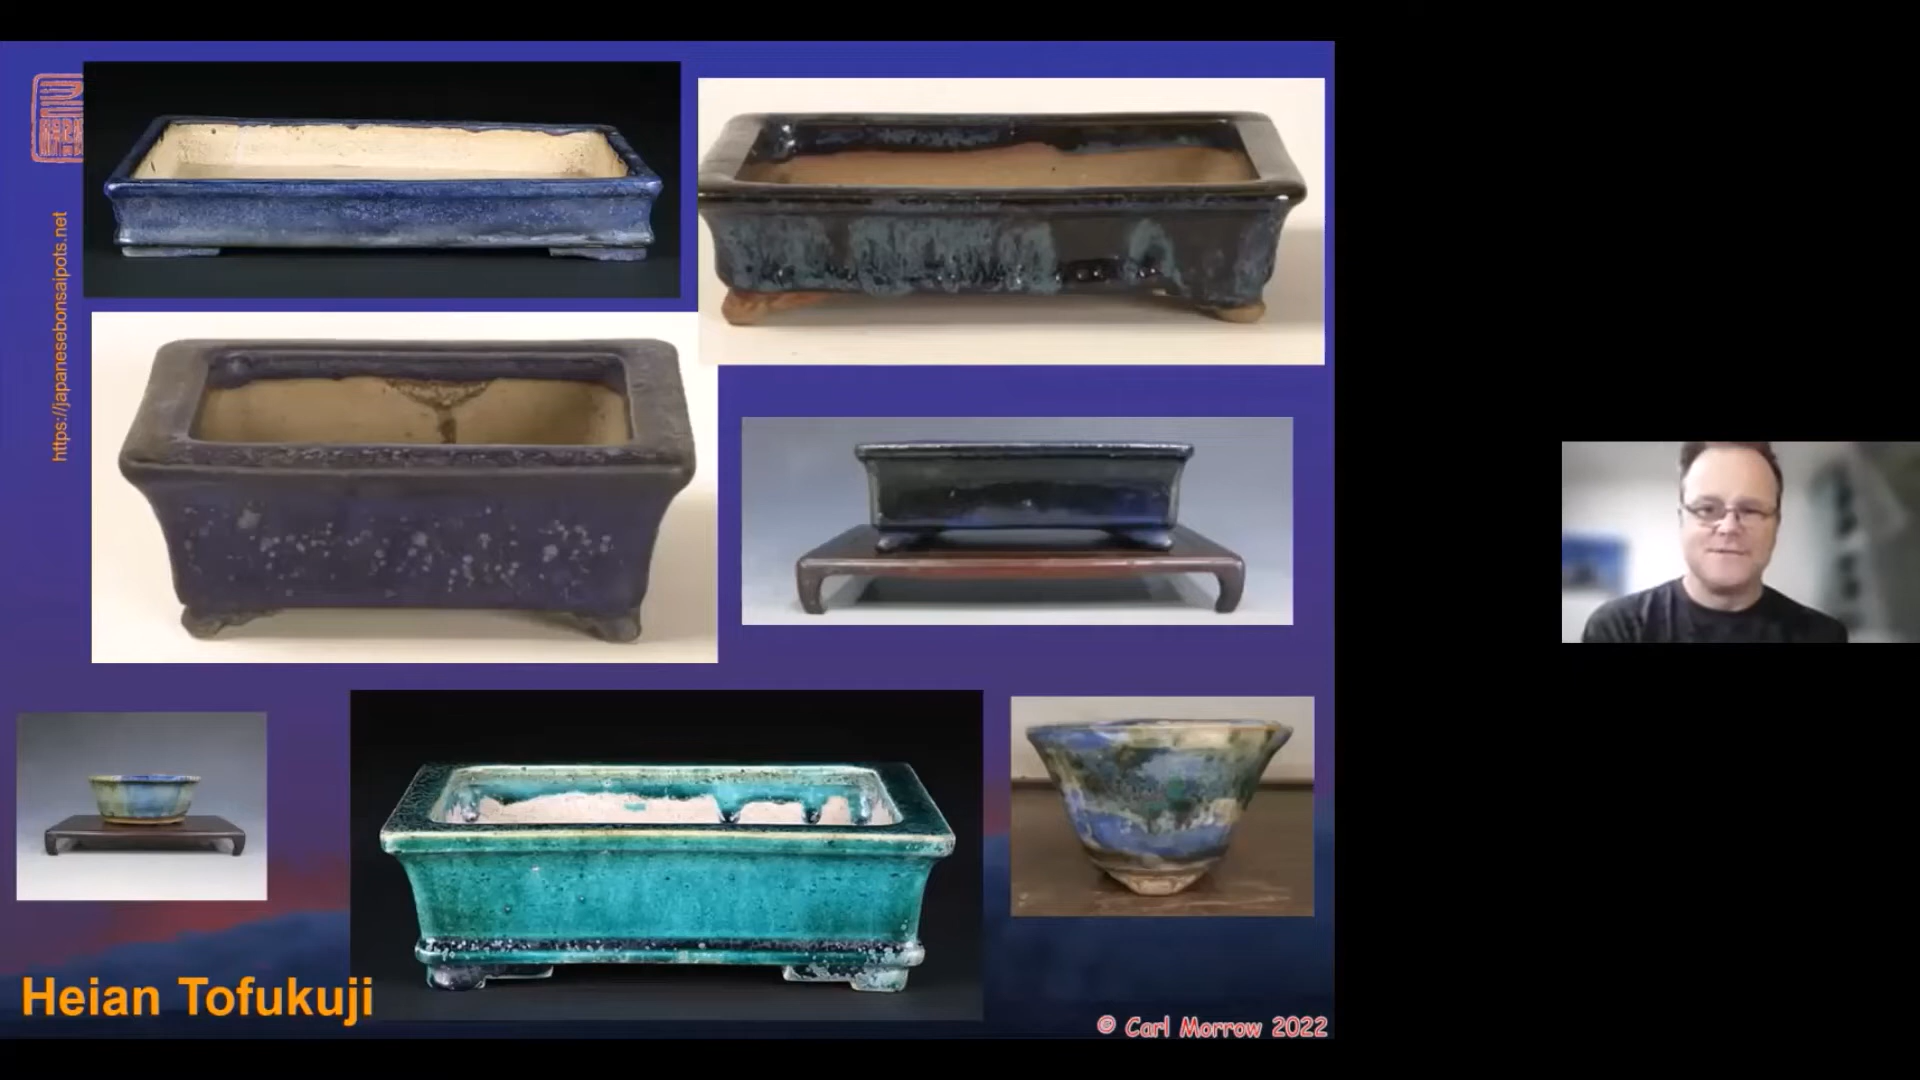 https://japanesebonsaipots.net
Heian Tofukuji
© Carl Morrow 2022